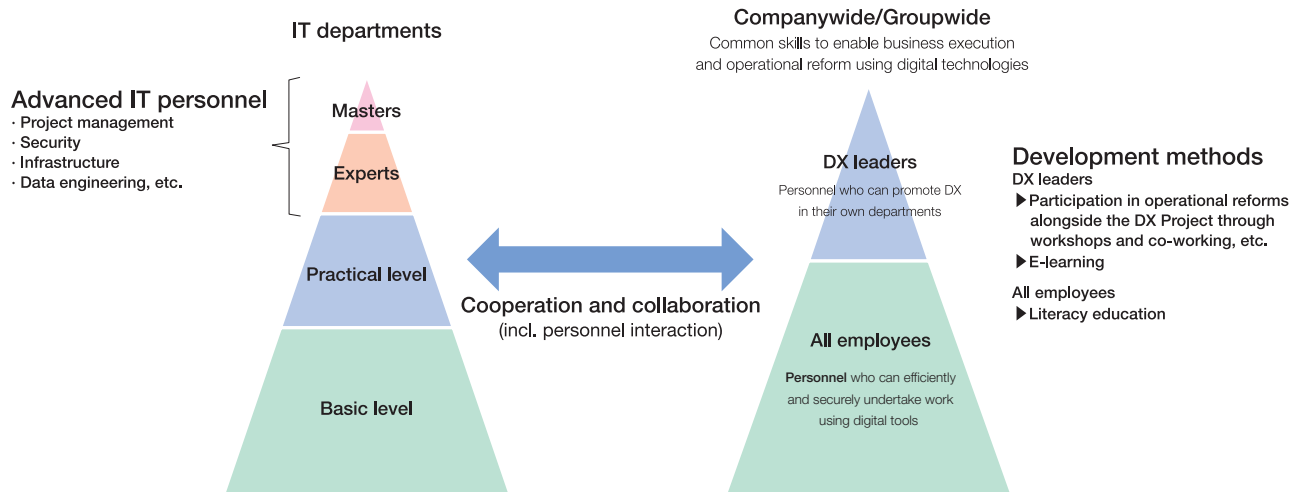 IT departments
Advanced IT personnel
· Project management
· Security
· Infrastructure
· Data engineering, etc.
Masters
Experts
Practical level
Basic level
Cooperation and collaboration
(incl. personnel interaction)
Companywide/Groupwide
Common skills to enable business execution
and operational reform using digital technologies
DX leaders
Personnel who can promote DX
in their own departments
All employees
Personnel who can efficiently
and securely undertake work
using digital tools
Development methods
DX leaders
▶Participation in operational reforms
alongside the DX Project through
workshops and co-working, etc.
▶E-learning
All employees
▶Literacy education